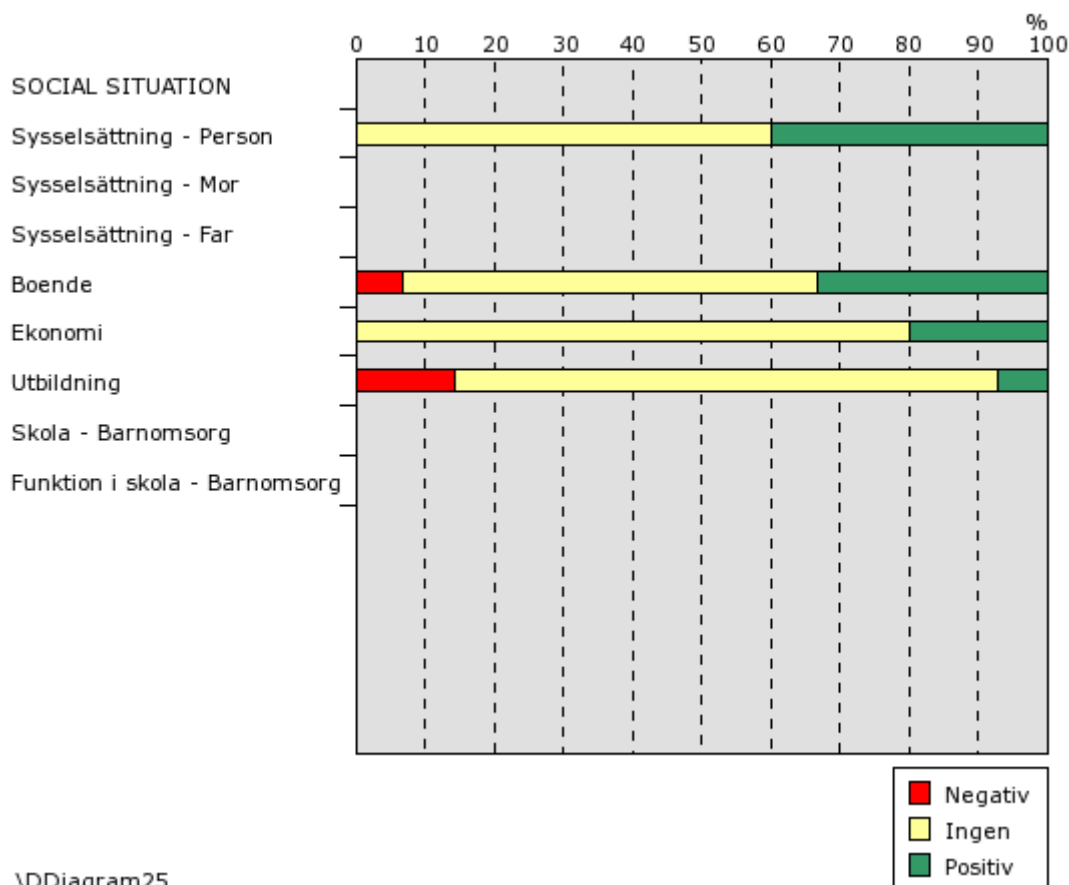 %
0 10 20 30 40 50 60 70 80 90 100
SOCIAL SITUATION
Sysselsättning - Person
Sysselsättning - Mor
Sysselsättning - Far
Boende
Ekonomi
Utbildning
Skola - Barnomsorg
Funktion i skola - Barnomsorg
Negativ
Ingen
Positiv
\DDiagram25